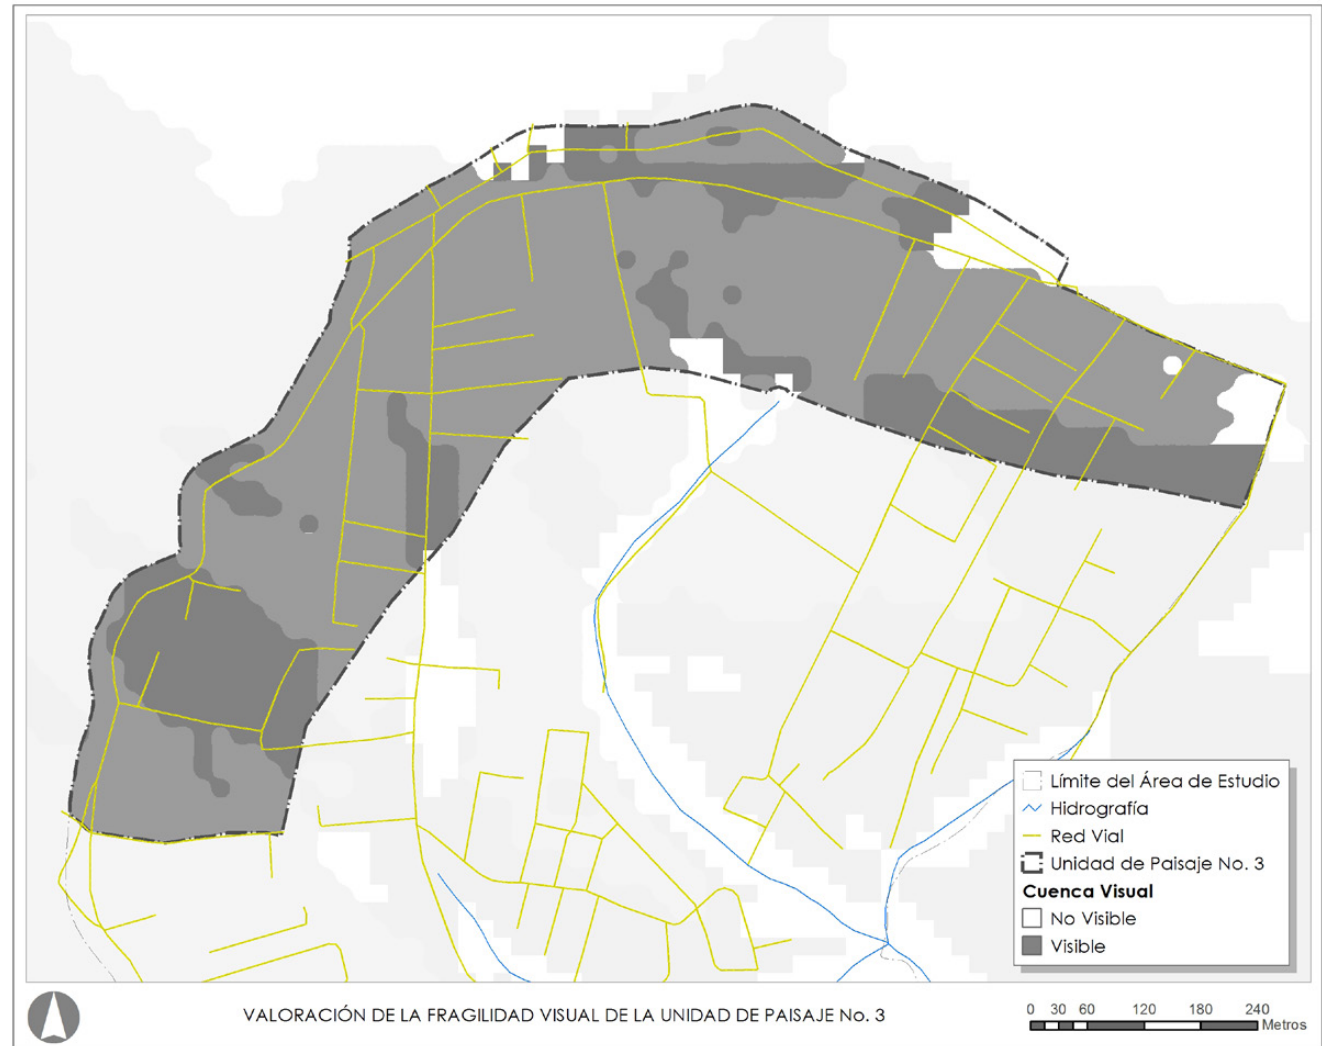 Límite del Área de Estudio
Hidrografía
Red Vial
Unidad de Paisaje No. 3
Cuenca Visual
No Visible
Visible
VALORACIÓN DE LA FRAGILIDAD VISUAL DE LA UNIDAD DE PAISAJE No. 3
0 30 60 120 180 240
Metros